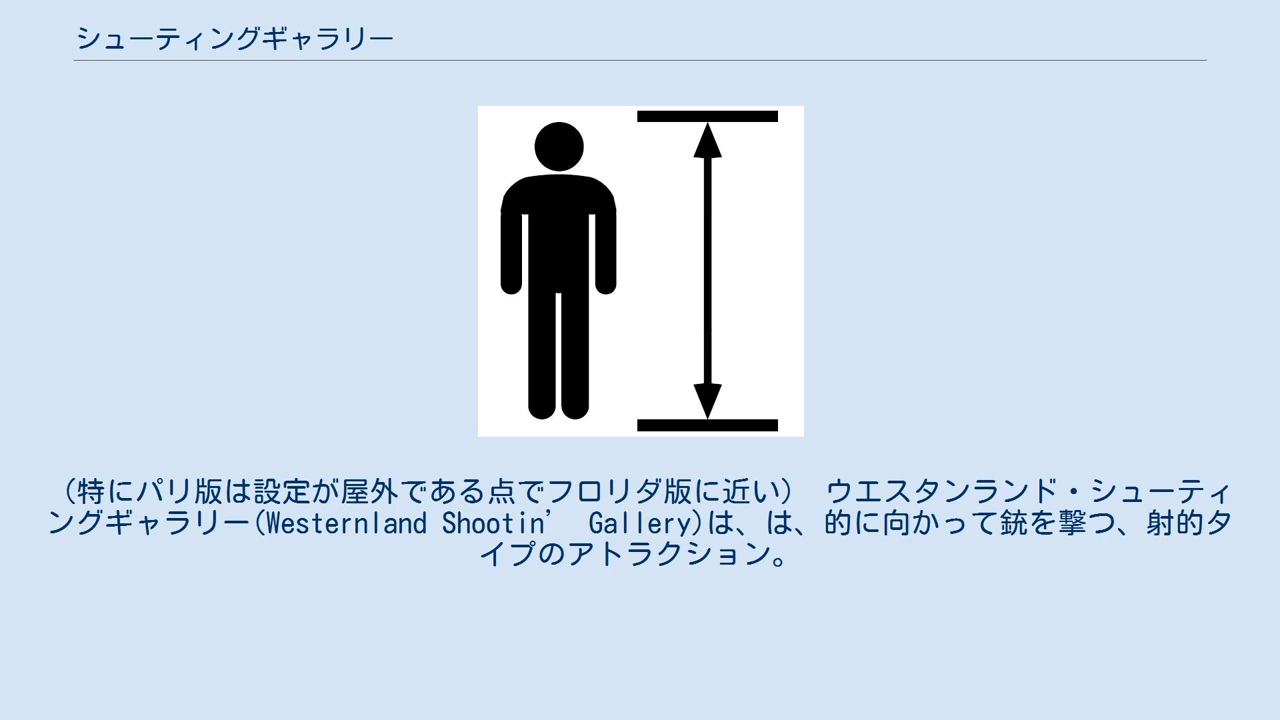 シューティングギャラリー
（特にパリ版は設定が屋外である点でフロリダ版に近い）　ウエスタンランド・シューティ
ングギャラリー(Westernland Shootin’　Gallery)は、は、的に向かって銃を撃つ、射的タ
イプのアトラクション。